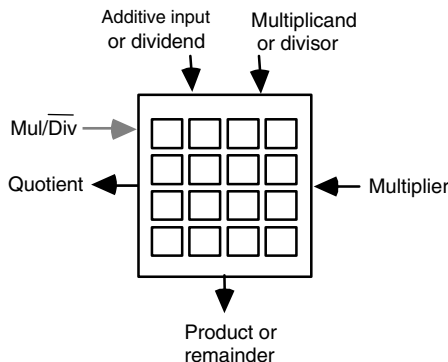 Additive input
or dividend
Multiplicand
or divisor
Mul/Div
Quotient
Multiplier
Product or
remainder